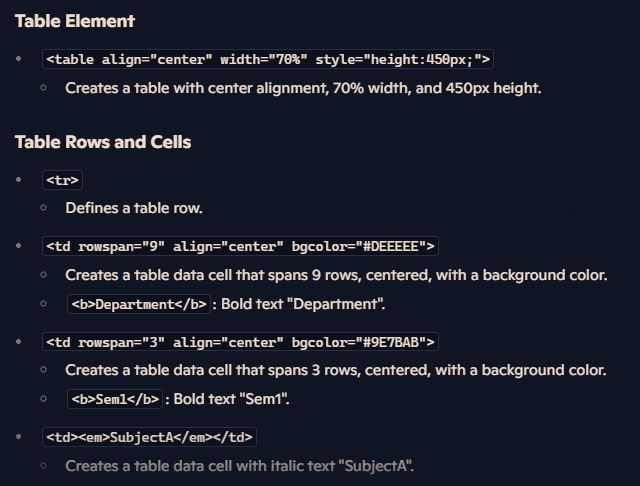 Table Element
<table align="center" width="70%" style="height:450px;">
Creates a table with center alignment, 70% width, and 450px height.
Table Rows and Cells
<tr>
Defines a table row.
<td rowspan="9" align="center" bgcolor="#DEEEEE">
Creates a table data cell that spans 9 rows, centered, with a background color.
<b>Department</b>: Bold text "Department".
<td rowspan="3" align="center" bgcolor="#9E7BAB">
Creates a table data cell that spans 3 rows, centered, with a background color.
<b>Sem1</b>: Bold text "Sem1".
<td><em>SubjectA</em></td>
Creates a table data cell with italic text "SubjectA".